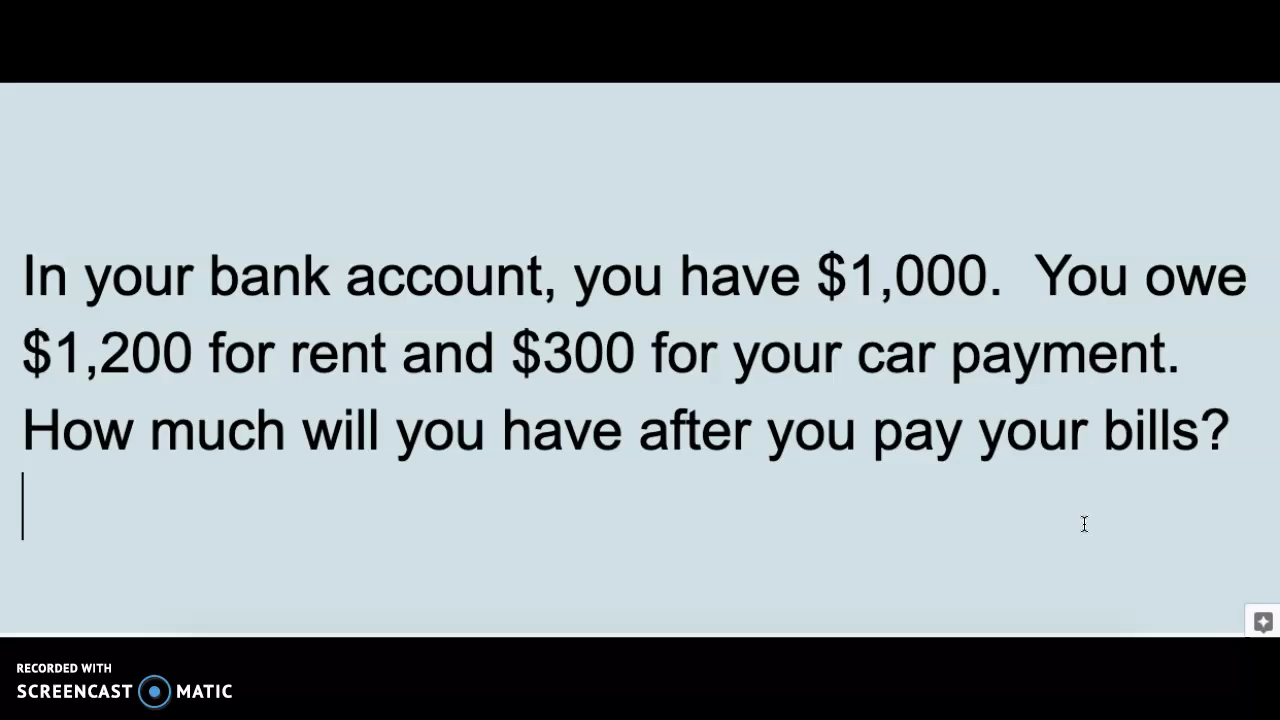 In your bank account, you have $1,000.  You owe
$1,200 for rent and $300 for your car payment.
How much will you have after you pay your bills?
RECORDED WITH
SCREENCAST MATIC